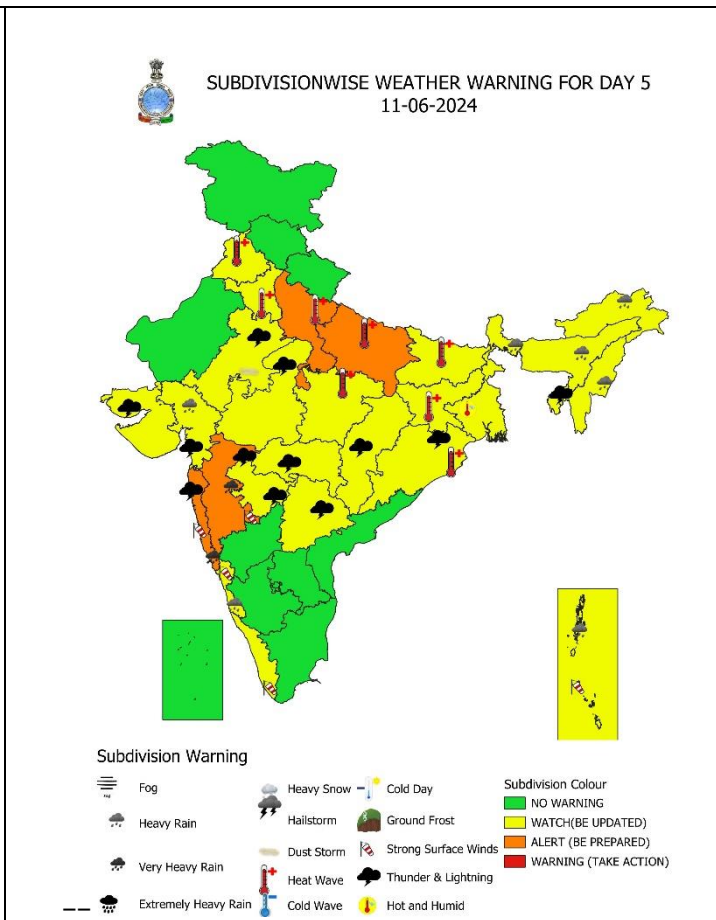 SUBDIVISIONWISE WEATHER WARNING FOR DAY 5
11-06-2024
Subdivision Warning
Fog
Heavy Rain
Very Heavy Rain
Extremely Heavy Rain
Heavy Snow
Hailstorm
Dust Storm
Heat Wave
Cold Wave
Cold Day
Ground Frost
Strong Surface Winds
Thunder & Lightning
Hot and Humid
Subdivision Colour
NO WARNING
WATCH(BE UPDATED)
ALERT (BE PREPARED)
WARNING (TAKE ACTION)